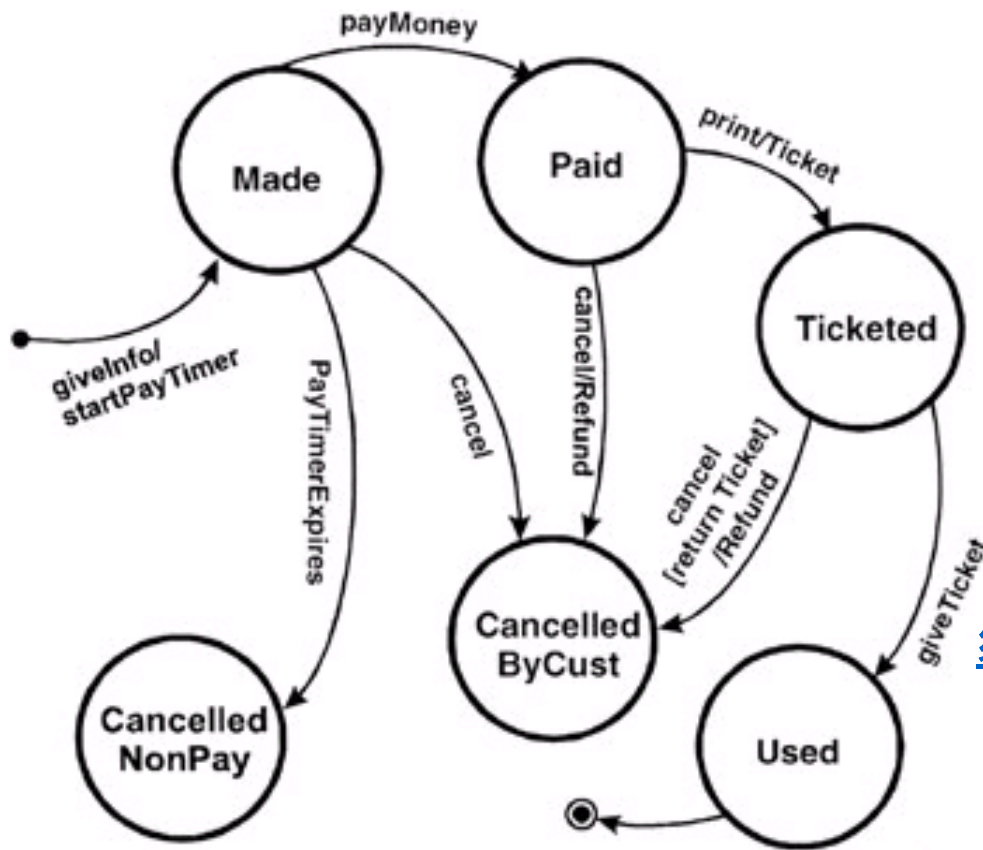 payMoney
Made
Paid
print/Ticket
giveInfo/
startPayTimer
PayTimerExpires
cancel
cancel/Refund
Ticketed
cancel
[return Ticket]
/Refund
giveTicket
Cancelled
ByCust
Cancelled
NonPay
Used